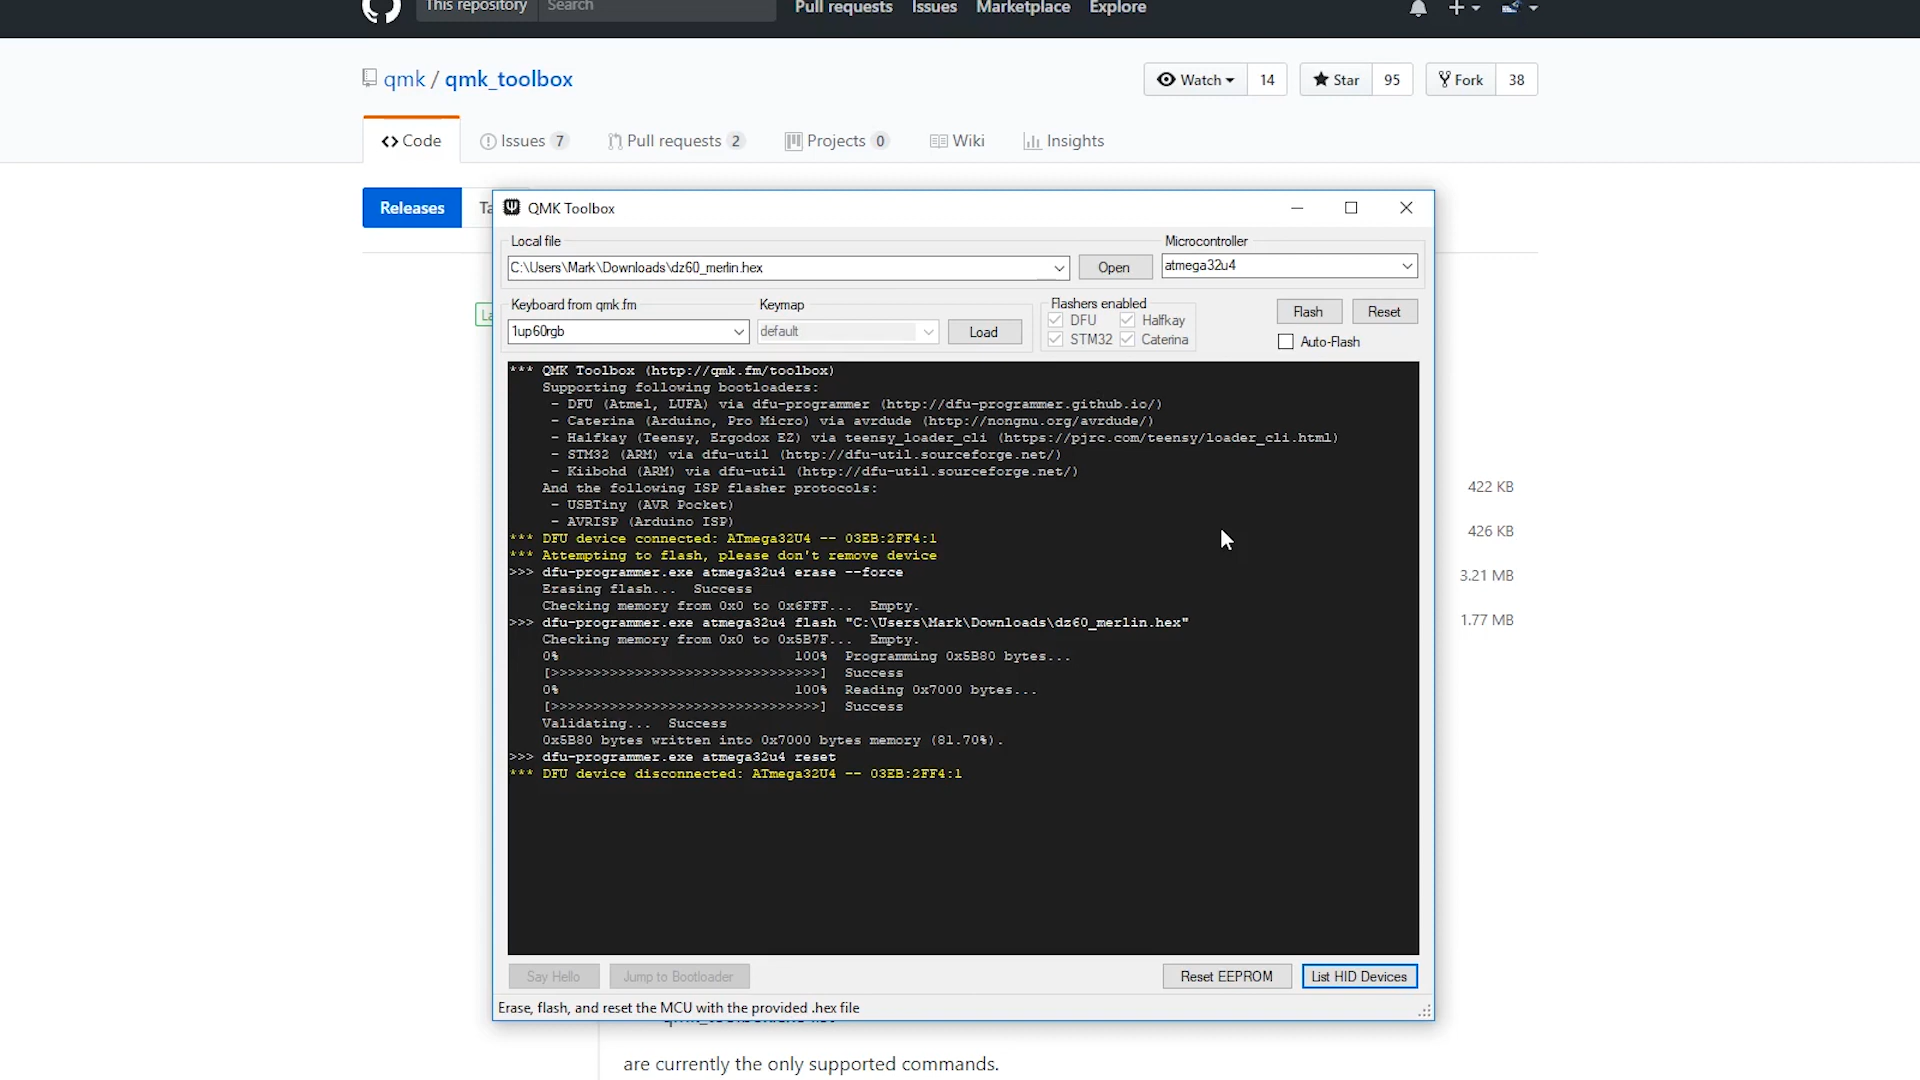 This repository Search Pull requests Issues Marketplace Explore
qmk / qmk_toolbox
Watch 14 Star 95 Fork 38
Code Issues 7 Pull requests 2 Projects 0 Wiki Insights
Releases
QMK Toolbox
Local file Microcontroller
C:\Users\Mark\Downloads\dz60_merlin.hex Open atmega32u4
Keyboard from qmk.fm Keymap Flashers enabled
1up60rgb default Load DFU Halfkay Flash Reset
STM32 Caterina Auto-Flash
*** QMK Toolbox (http://qmk.fm/toolbox)
Supporting following bootloaders:
- DFU (Atmel, LUFA) via dfu-programmer (http://dfu-programmer.github.io/)
- Caterina (Arduino, Pro Micro) via avrdude (http://nongnu.org/avrdude/)
- Halfkay (Teensy, Ergodox EZ) via teensy_loader_cli (https://pjrc.com/teensy/loader_cli.html)
- STM32 (ARM) via dfu-util (http://dfu-util.sourceforge.net/)
- Kiibohd (ARM) via dfu-util (http://dfu-util.sourceforge.net/)
And the following ISP flasher protocols:
- USBTiny (AVR Pocket)
- AVRISP (Arduino ISP)
*** DFU device connected: ATmega32U4 -- 03EB:2FF4:1
*** Attempting to flash, please don't remove device
>>> dfu-programmer.exe atmega32u4 erase --force
Erasing flash... Success
Checking memory from 0x0 to 0x6FFF... Empty.
>>> dfu-programmer.exe atmega32u4 flash "C:\Users\Mark\Downloads\dz60_merlin.hex"
Checking memory from 0x0 to 0x5B7F... Empty.
0% 100% Programming 0x5B80 bytes...
[>>>>>>>>>>>>>>>>>>>>>>>>>>>>>>>>] Success
0% 100% Reading 0x7000 bytes...
[>>>>>>>>>>>>>>>>>>>>>>>>>>>>>>>>] Success
Validating... Success
0x5B80 bytes written into 0x7000 bytes memory (81.70%).
>>> dfu-programmer.exe atmega32u4 reset
*** DFU device disconnected: ATmega32U4 -- 03EB:2FF4:1
422 KB
426 KB
3.21 MB
1.77 MB
Say Hello Jump to Bootloader Reset EEPROM List HID Devices
Erase, flash, and reset the MCU with the provided .hex file
are currently the only supported commands.